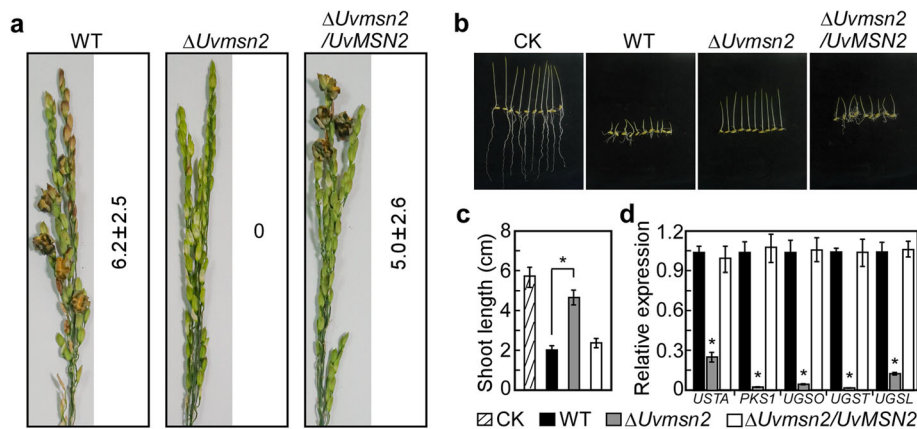 a
WT
ΔUvmsn2
ΔUvmsn2
/UvMSN2
6.2±2.5
0
5.0±2.6
b
CK
WT
ΔUvmsn2
ΔUvmsn2
/UvMSN2
c
Shoot length (cm)
8
6
4
2
0
*
d
Relative expression
1.2
0.9
0.6
0.3
0
* * * * *
USTA PKS1 UGSO UGST UGSL
CK WT ΔUvmsn2 ΔUvmsn2/UvMSN2